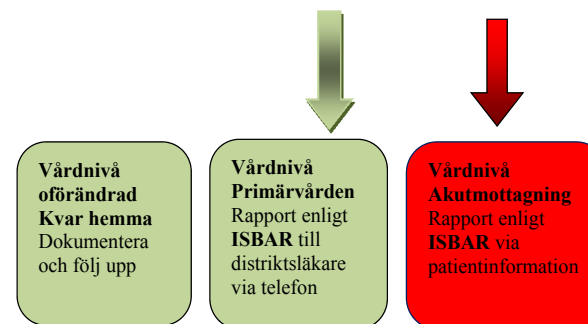 Vårdnivå
oförändrad
Kvar hemma
Dokumentera
och följ upp
Vårdnivå
Primärvården
Rapport enligt
ISBAR till
distriktsläkare
via telefon
Vårdnivå
Akutmottagning
Rapport enligt
ISBAR via
patientinformation